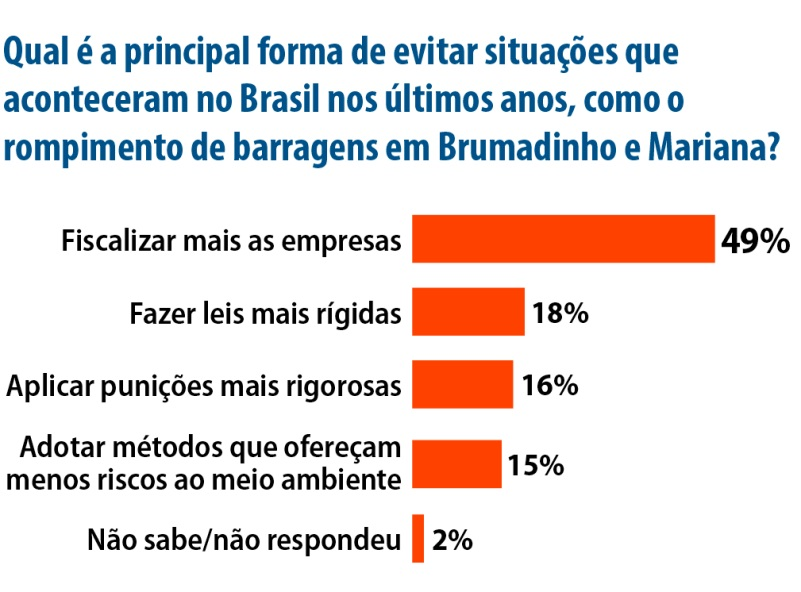 Qual é a principal forma de evitar situações que
aconteceram no Brasil nos últimos anos, como o
rompimento de barragens em Brumadinho e Mariana?
Fiscalizar mais as empresas 49%
Fazer leis mais rígidas 18%
Aplicar punições mais rigorosas 16%
Adotar métodos que ofereçam
menos riscos ao meio ambiente 15%
Não sabe/não respondeu 2%